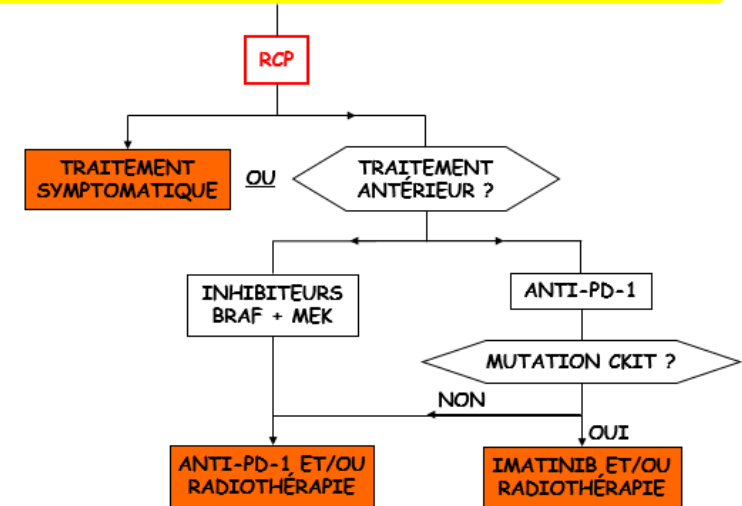 RCP
TRAITEMENT
SYMPTOMATIQUE
OU
TRAITEMENT
ANTÉRIEUR ?
INHIBITEURS
BRAF + MEK
ANTI-PD-1
MUTATION CKIT ?
NON
OUI
ANTI-PD-1 ET/OU
RADIOTHÉRAPIE
IMATINIB ET/OU
RADIOTHÉRAPIE